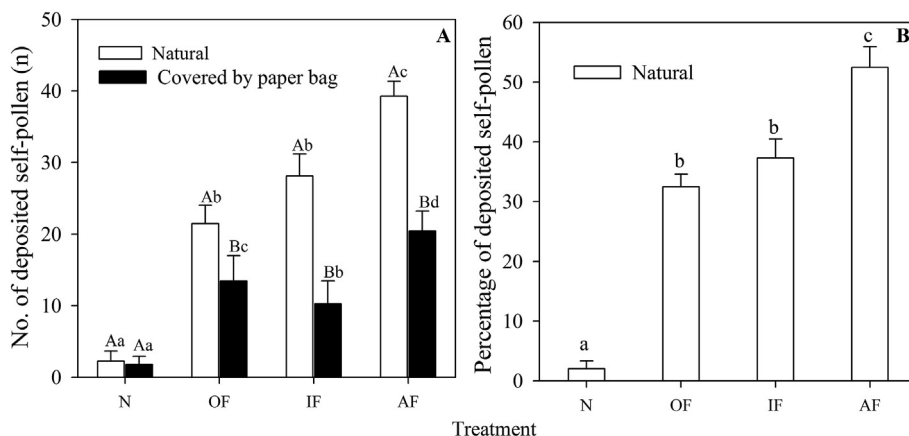 No. of deposited self-pollen (n)
50
40
30
20
10
0
A
Natural
Covered by paper bag
Aa
Aa
Ab
Bc
Ab
Bb
Ac
Bd
N
OF
IF
AF
Percentage of deposited self-pollen
60
50
40
30
20
10
0
B
Natural
a
b
b
c
N
OF
IF
AF
Treatment